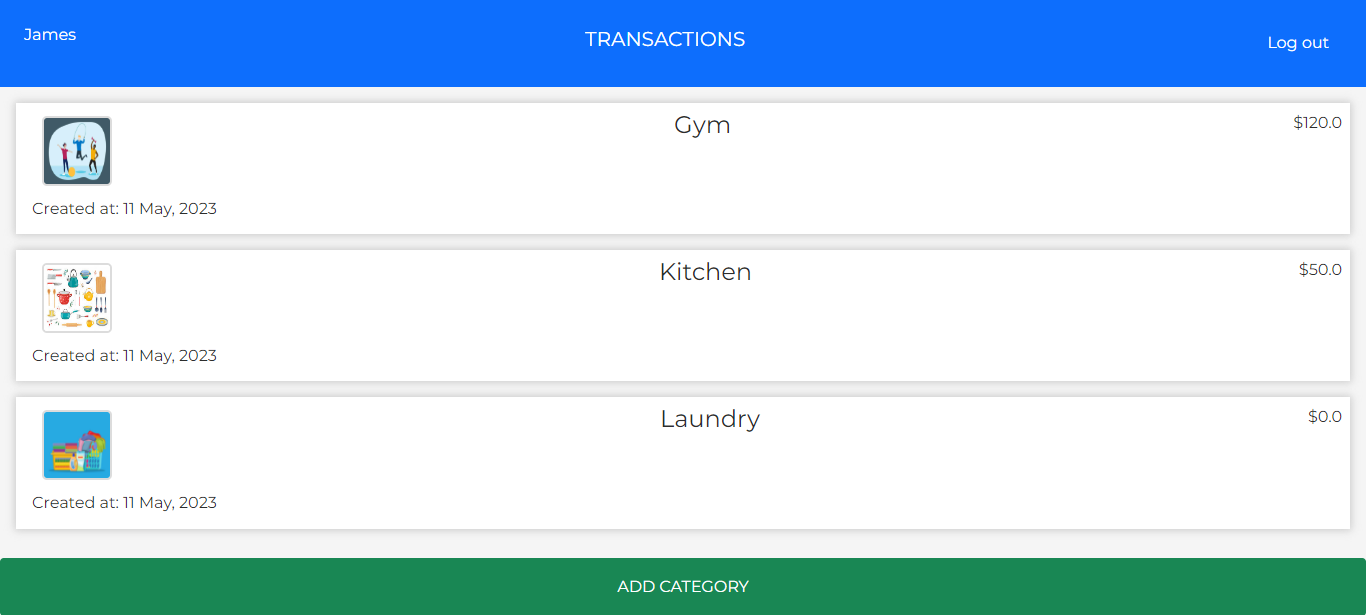 James
TRANSACTIONS
Log out
Gym
$120.0
Created at: 11 May, 2023
Kitchen
$50.0
Created at: 11 May, 2023
Laundry
$0.0
Created at: 11 May, 2023
ADD CATEGORY